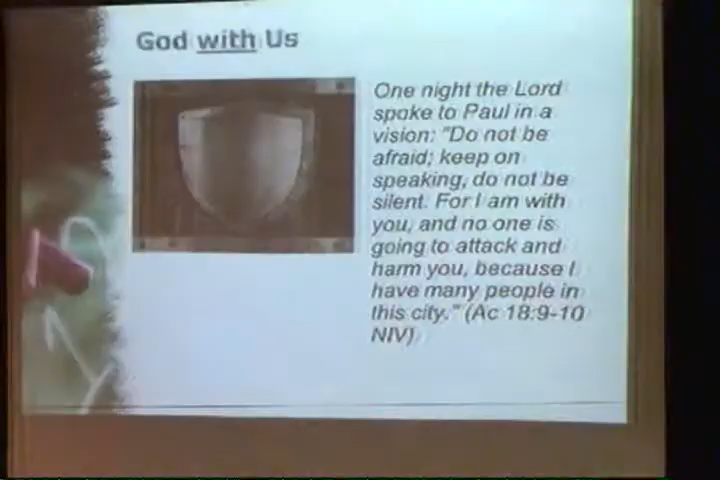 God with Us
One night the Lord
spoke to Paul in a
vision: "Do not be
afraid; keep on
speaking, do not be
silent. For I am with
you, and no one is
going to attack and
harm you, because I
have many people in
this city." (Ac 18:9-10
NIV)